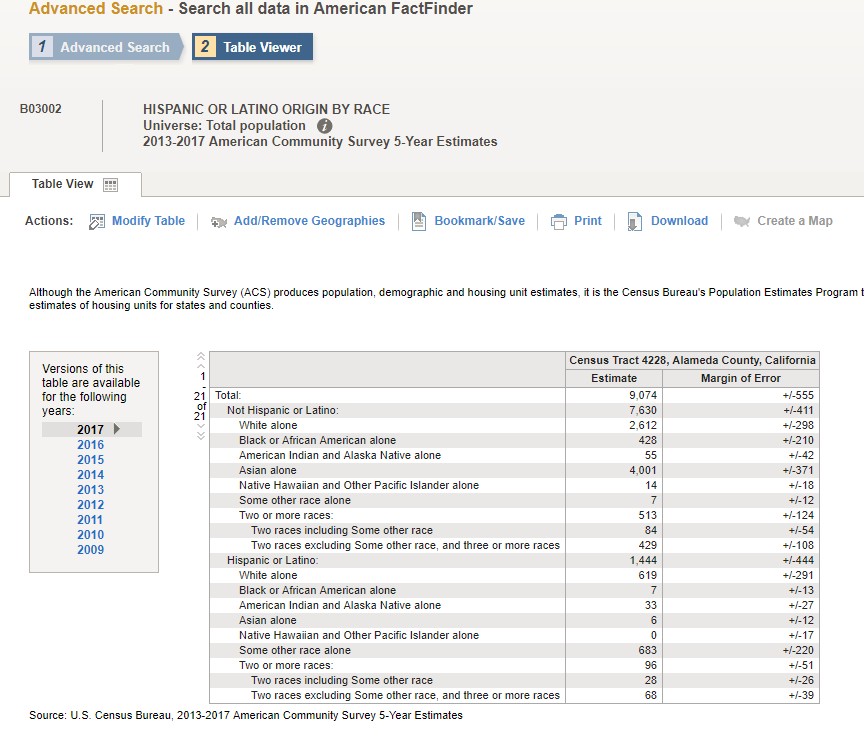 Advanced Search - Search all data in American FactFinder
1 Advanced Search 2 Table Viewer
B03002 HISPANIC OR LATINO ORIGIN BY RACE
Universe: Total population i
2013-2017 American Community Survey 5-Year Estimates
Table View
Actions: Modify Table Add/Remove Geographies Bookmark/Save Print Download Create a Map
Although the American Community Survey (ACS) produces population, demographic and housing unit estimates, it is the Census Bureau's Population Estimates Program t
estimates of housing units for states and counties.
Versions of this
table are available
for the following
years:
2017
2016
2015
2014
2013
2012
2011
2010
2009
1
-
21
of
21
Census Tract 4228, Alameda County, California
Estimate Margin of Error
Total: 9,074 +/-555
Not Hispanic or Latino: 7,630 +/-411
White alone 2,612 +/-298
Black or African American alone 428 +/-210
American Indian and Alaska Native alone 55 +/-42
Asian alone 4,001 +/-371
Native Hawaiian and Other Pacific Islander alone 14 +/-18
Some other race alone 7 +/-12
Two or more races: 513 +/-124
Two races including Some other race 84 +/-54
Two races excluding Some other race, and three or more races 429 +/-108
Hispanic or Latino: 1,444 +/-444
White alone 619 +/-291
Black or African American alone 7 +/-13
American Indian and Alaska Native alone 33 +/-27
Asian alone 6 +/-12
Native Hawaiian and Other Pacific Islander alone 0 +/-17
Some other race alone 683 +/-220
Two or more races: 96 +/-51
Two races including Some other race 28 +/-26
Two races excluding Some other race, and three or more races 68 +/-39
Source: U.S. Census Bureau, 2013-2017 American Community Survey 5-Year Estimates